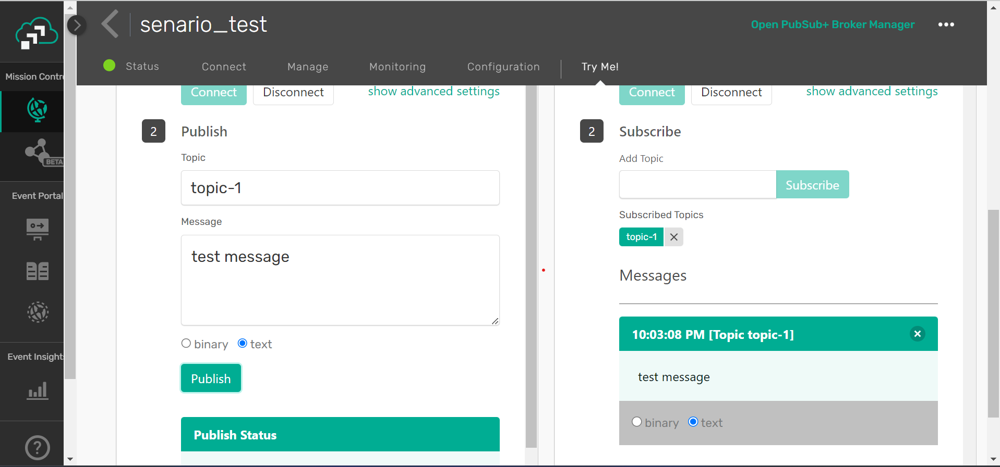 senario_test
Open PubSub+ Broker Manager
Status
Connect
Manage
Monitoring
Configuration
Try Me!
Mission Contr
BETA
Event Portal
Event Insights
Connect
Disconnect
show advanced settings
2
Publish
Topic
topic-1
Message
test message
binary
text
Publish
Publish Status
Connect
Disconnect
show advanced settings
2
Subscribe
Add Topic
Subscribe
Subscribed Topics
topic-1
Messages
10:03:08 PM [Topic topic-1]
test message
binary
text